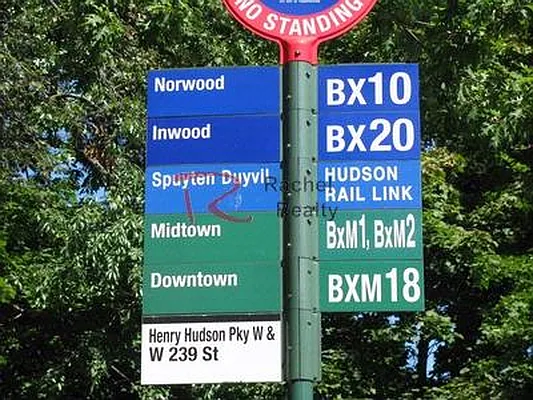 NO STANDING
Norwood BX10
Inwood BX20
Spuyten Duyvil HUDSON
RAIL LINK
Rachel
Realty
Midtown BxM1, BxM2
Downtown BXM18
Henry Hudson Pky W &
W 239 St